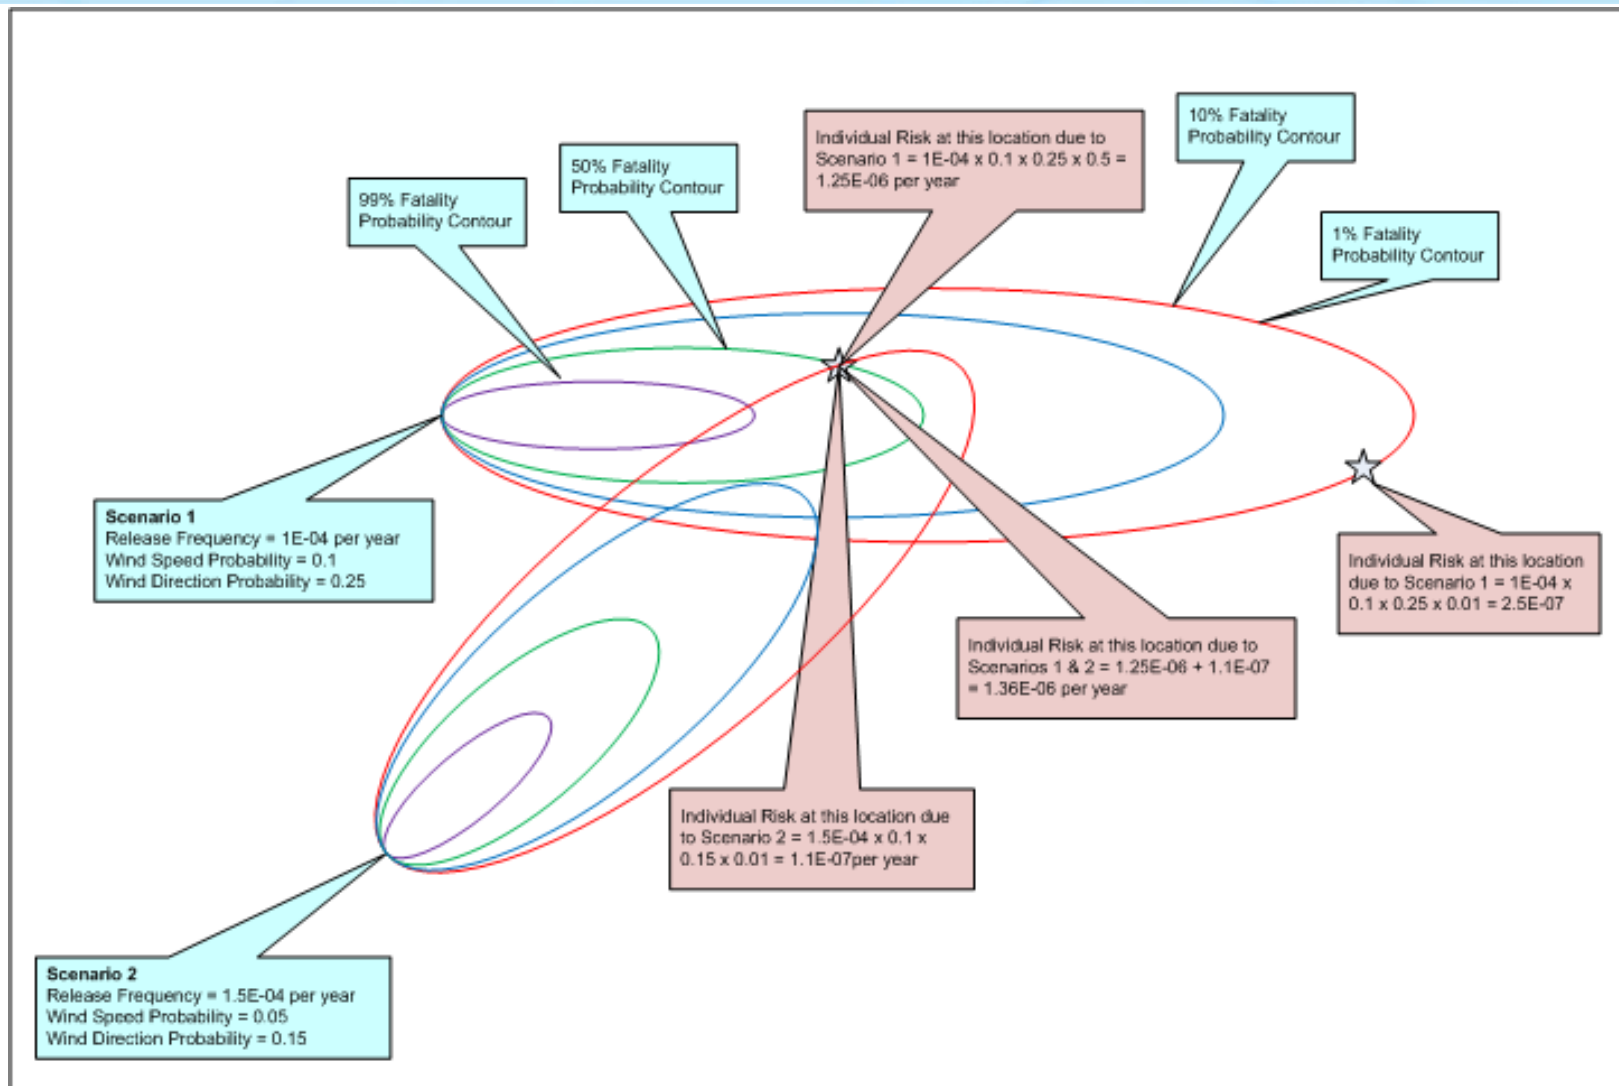 99% Fatality
Probability Contour
50% Fatality
Probability Contour
Individual Risk at this location due to
Scenario 1 = 1E-04 x 0.1 x 0.25 x 0.5 =
1.25E-06 per year
10% Fatality
Probability Contour
1% Fatality
Probability Contour
Scenario 1
Release Frequency = 1E-04 per year
Wind Speed Probability = 0.1
Wind Direction Probability = 0.25
Individual Risk at this location
due to Scenario 1 = 1E-04 x
0.1 x 0.25 x 0.01 = 2.5E-07
Individual Risk at this location due to
Scenarios 1 & 2 = 1.25E-06 + 1.1E-07
= 1.36E-06 per year
Individual Risk at this location due
to Scenario 2 = 1.5E-04 x 0.1 x
0.15 x 0.01 = 1.1E-07per year
Scenario 2
Release Frequency = 1.5E-04 per year
Wind Speed Probability = 0.05
Wind Direction Probability = 0.15